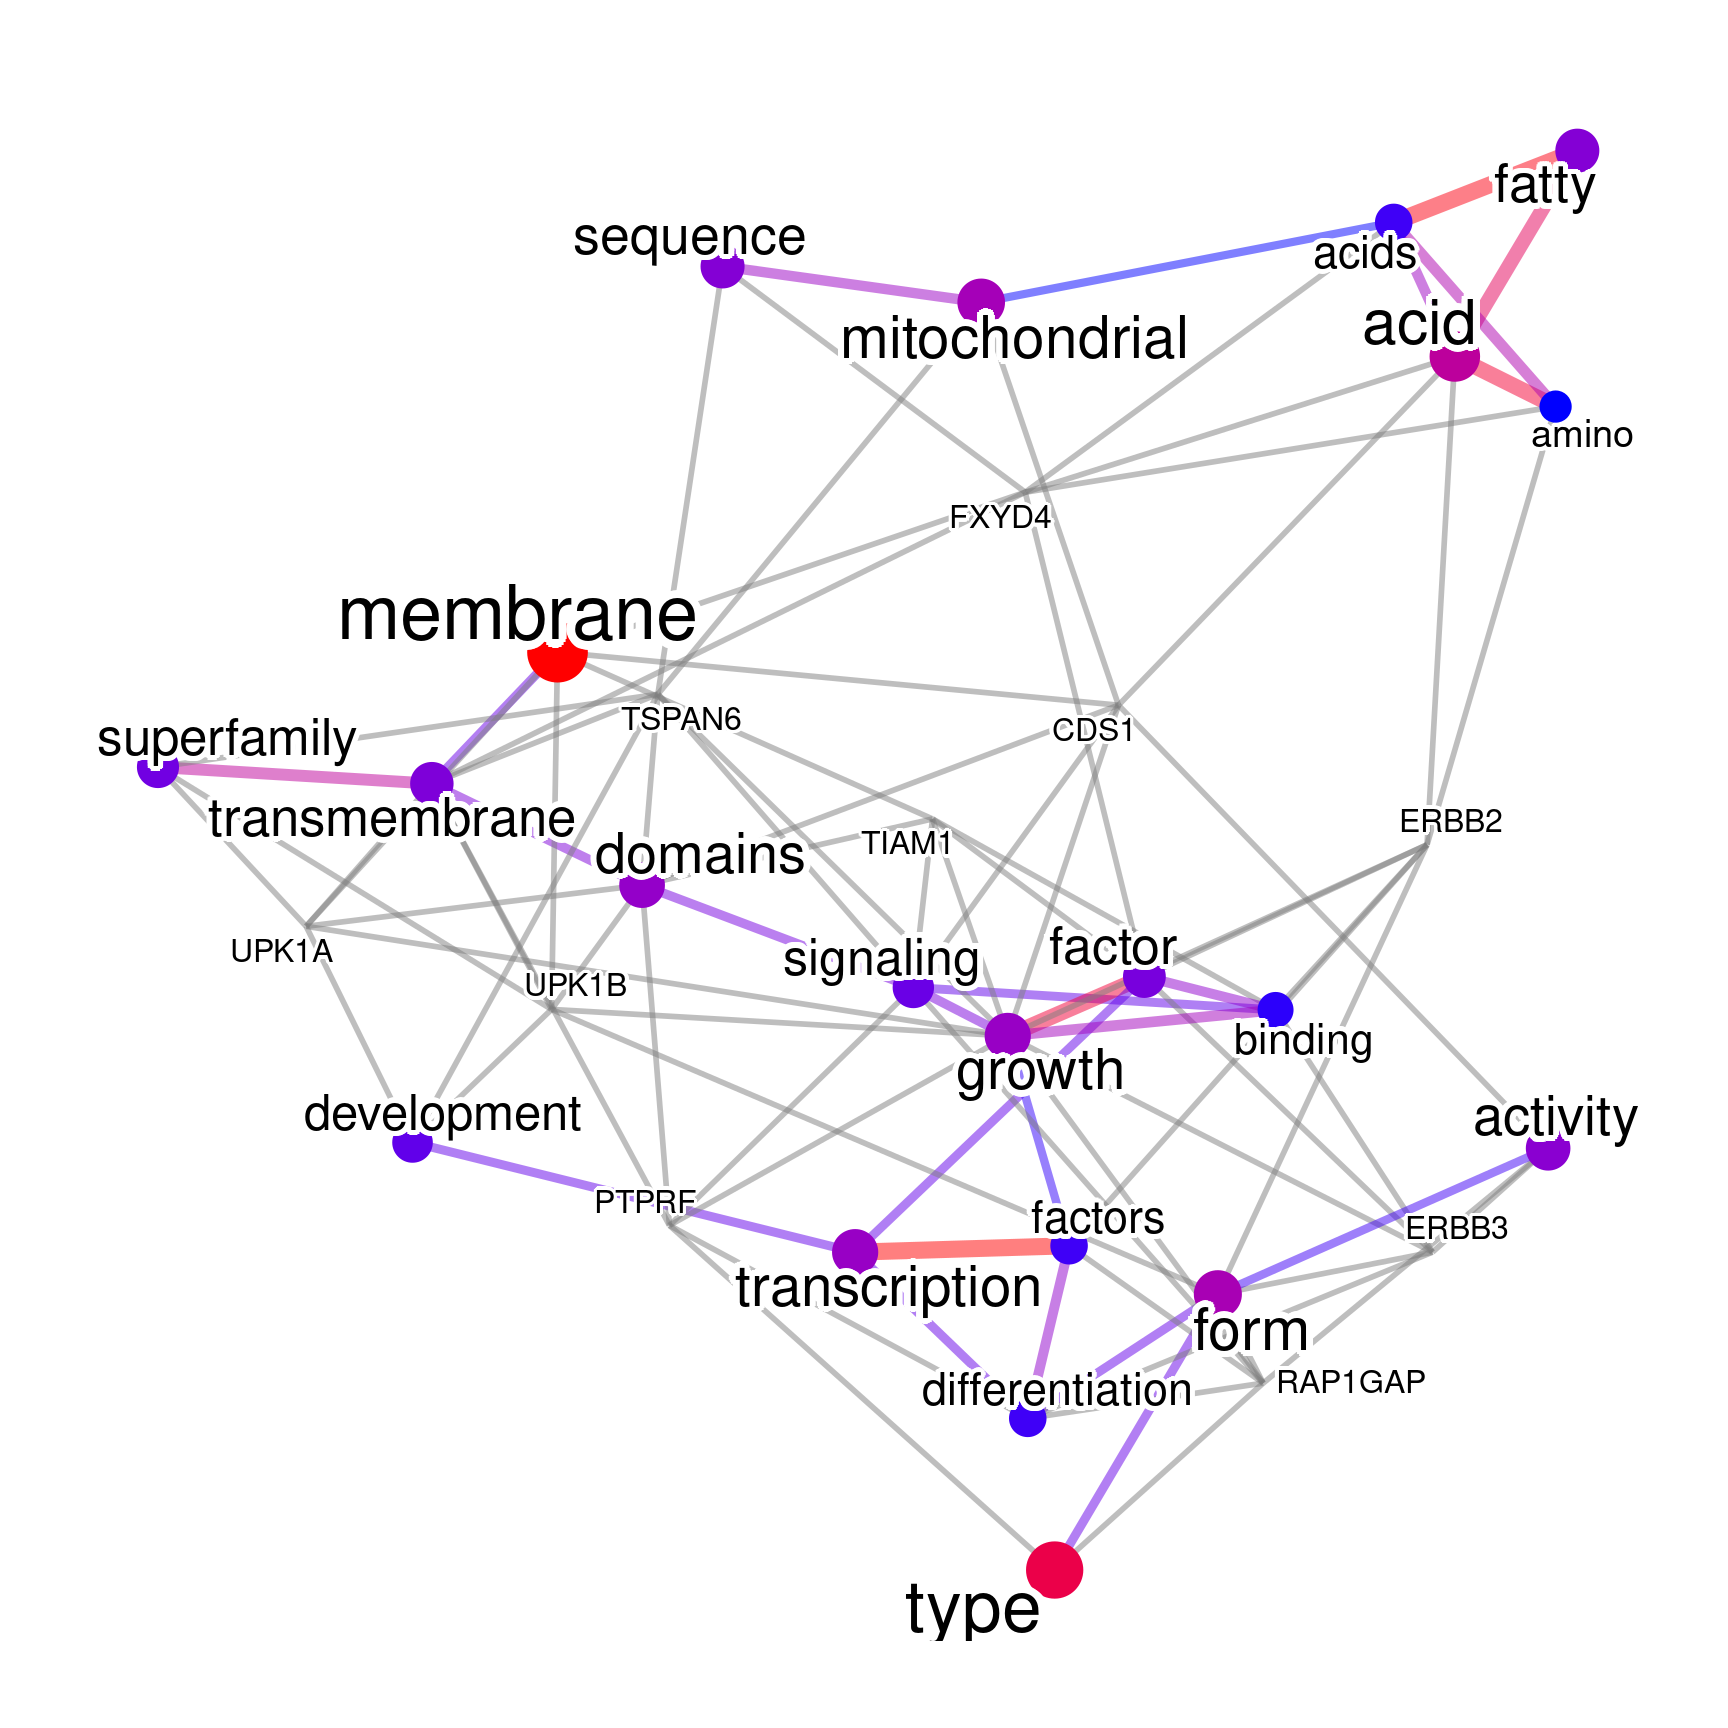 fatty
sequence
acids
mitochondrial
acid
amino
FXYD4
membrane
TSPAN6
superfamily
CDS1
transmembrane
ERBB2
TIAM1
domains
UPK1A
factor
signaling
UPK1B
binding
growth
development
activity
PTPRF
factors
ERBB3
transcription
form
RAP1GAP
differentiation
type